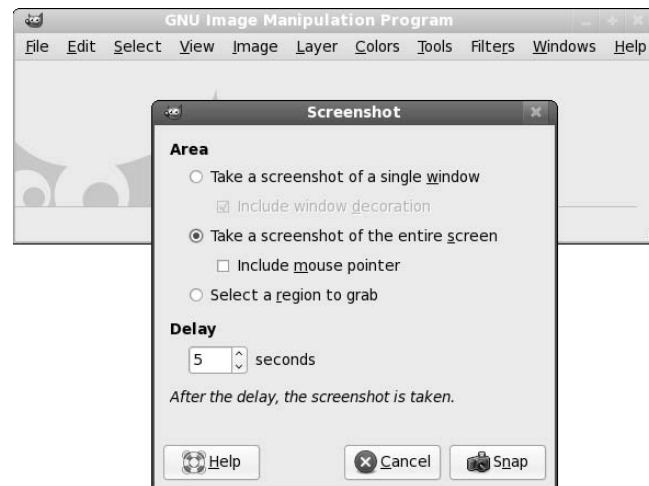 GNU Image Manipulation Program
File Edit Select View Image Layer Colors Tools Filters Windows Help
Screenshot
Area
Take a screenshot of a single window
Include window decoration
Take a screenshot of the entire screen
Include mouse pointer
Select a region to grab
Delay
5 seconds
After the delay, the screenshot is taken.
Help Cancel Snap